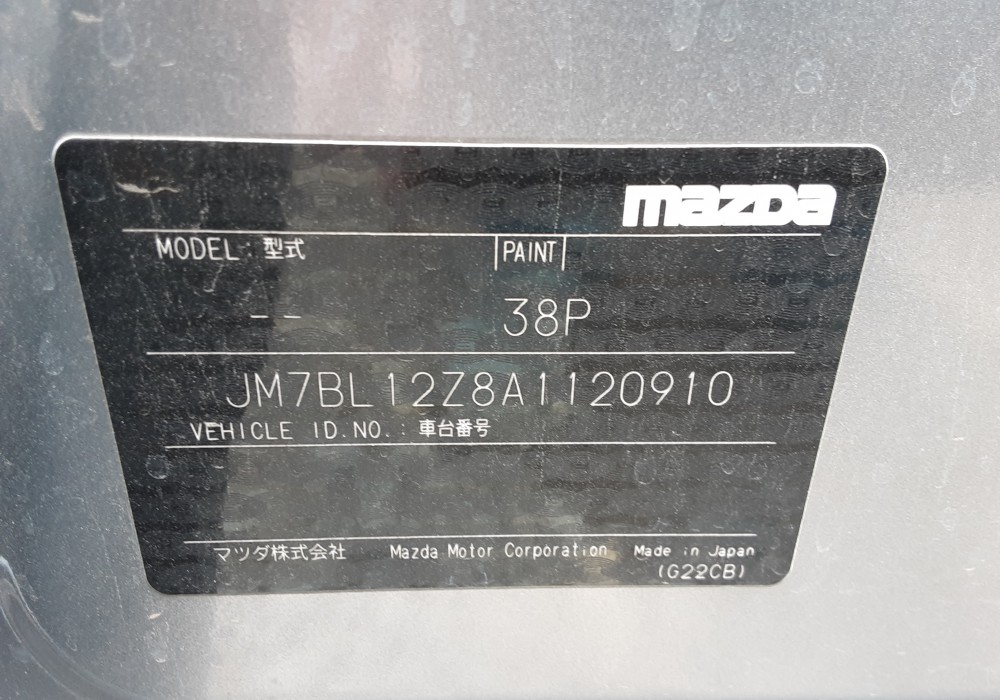 mazda
MODEL : 型式 PAINT
-- 38P
JM7BL12Z8A1120910
VEHICLE ID.NO. : 車台番号
マツダ株式会社 Mazda Motor Corporation Made in Japan
(G22CB)